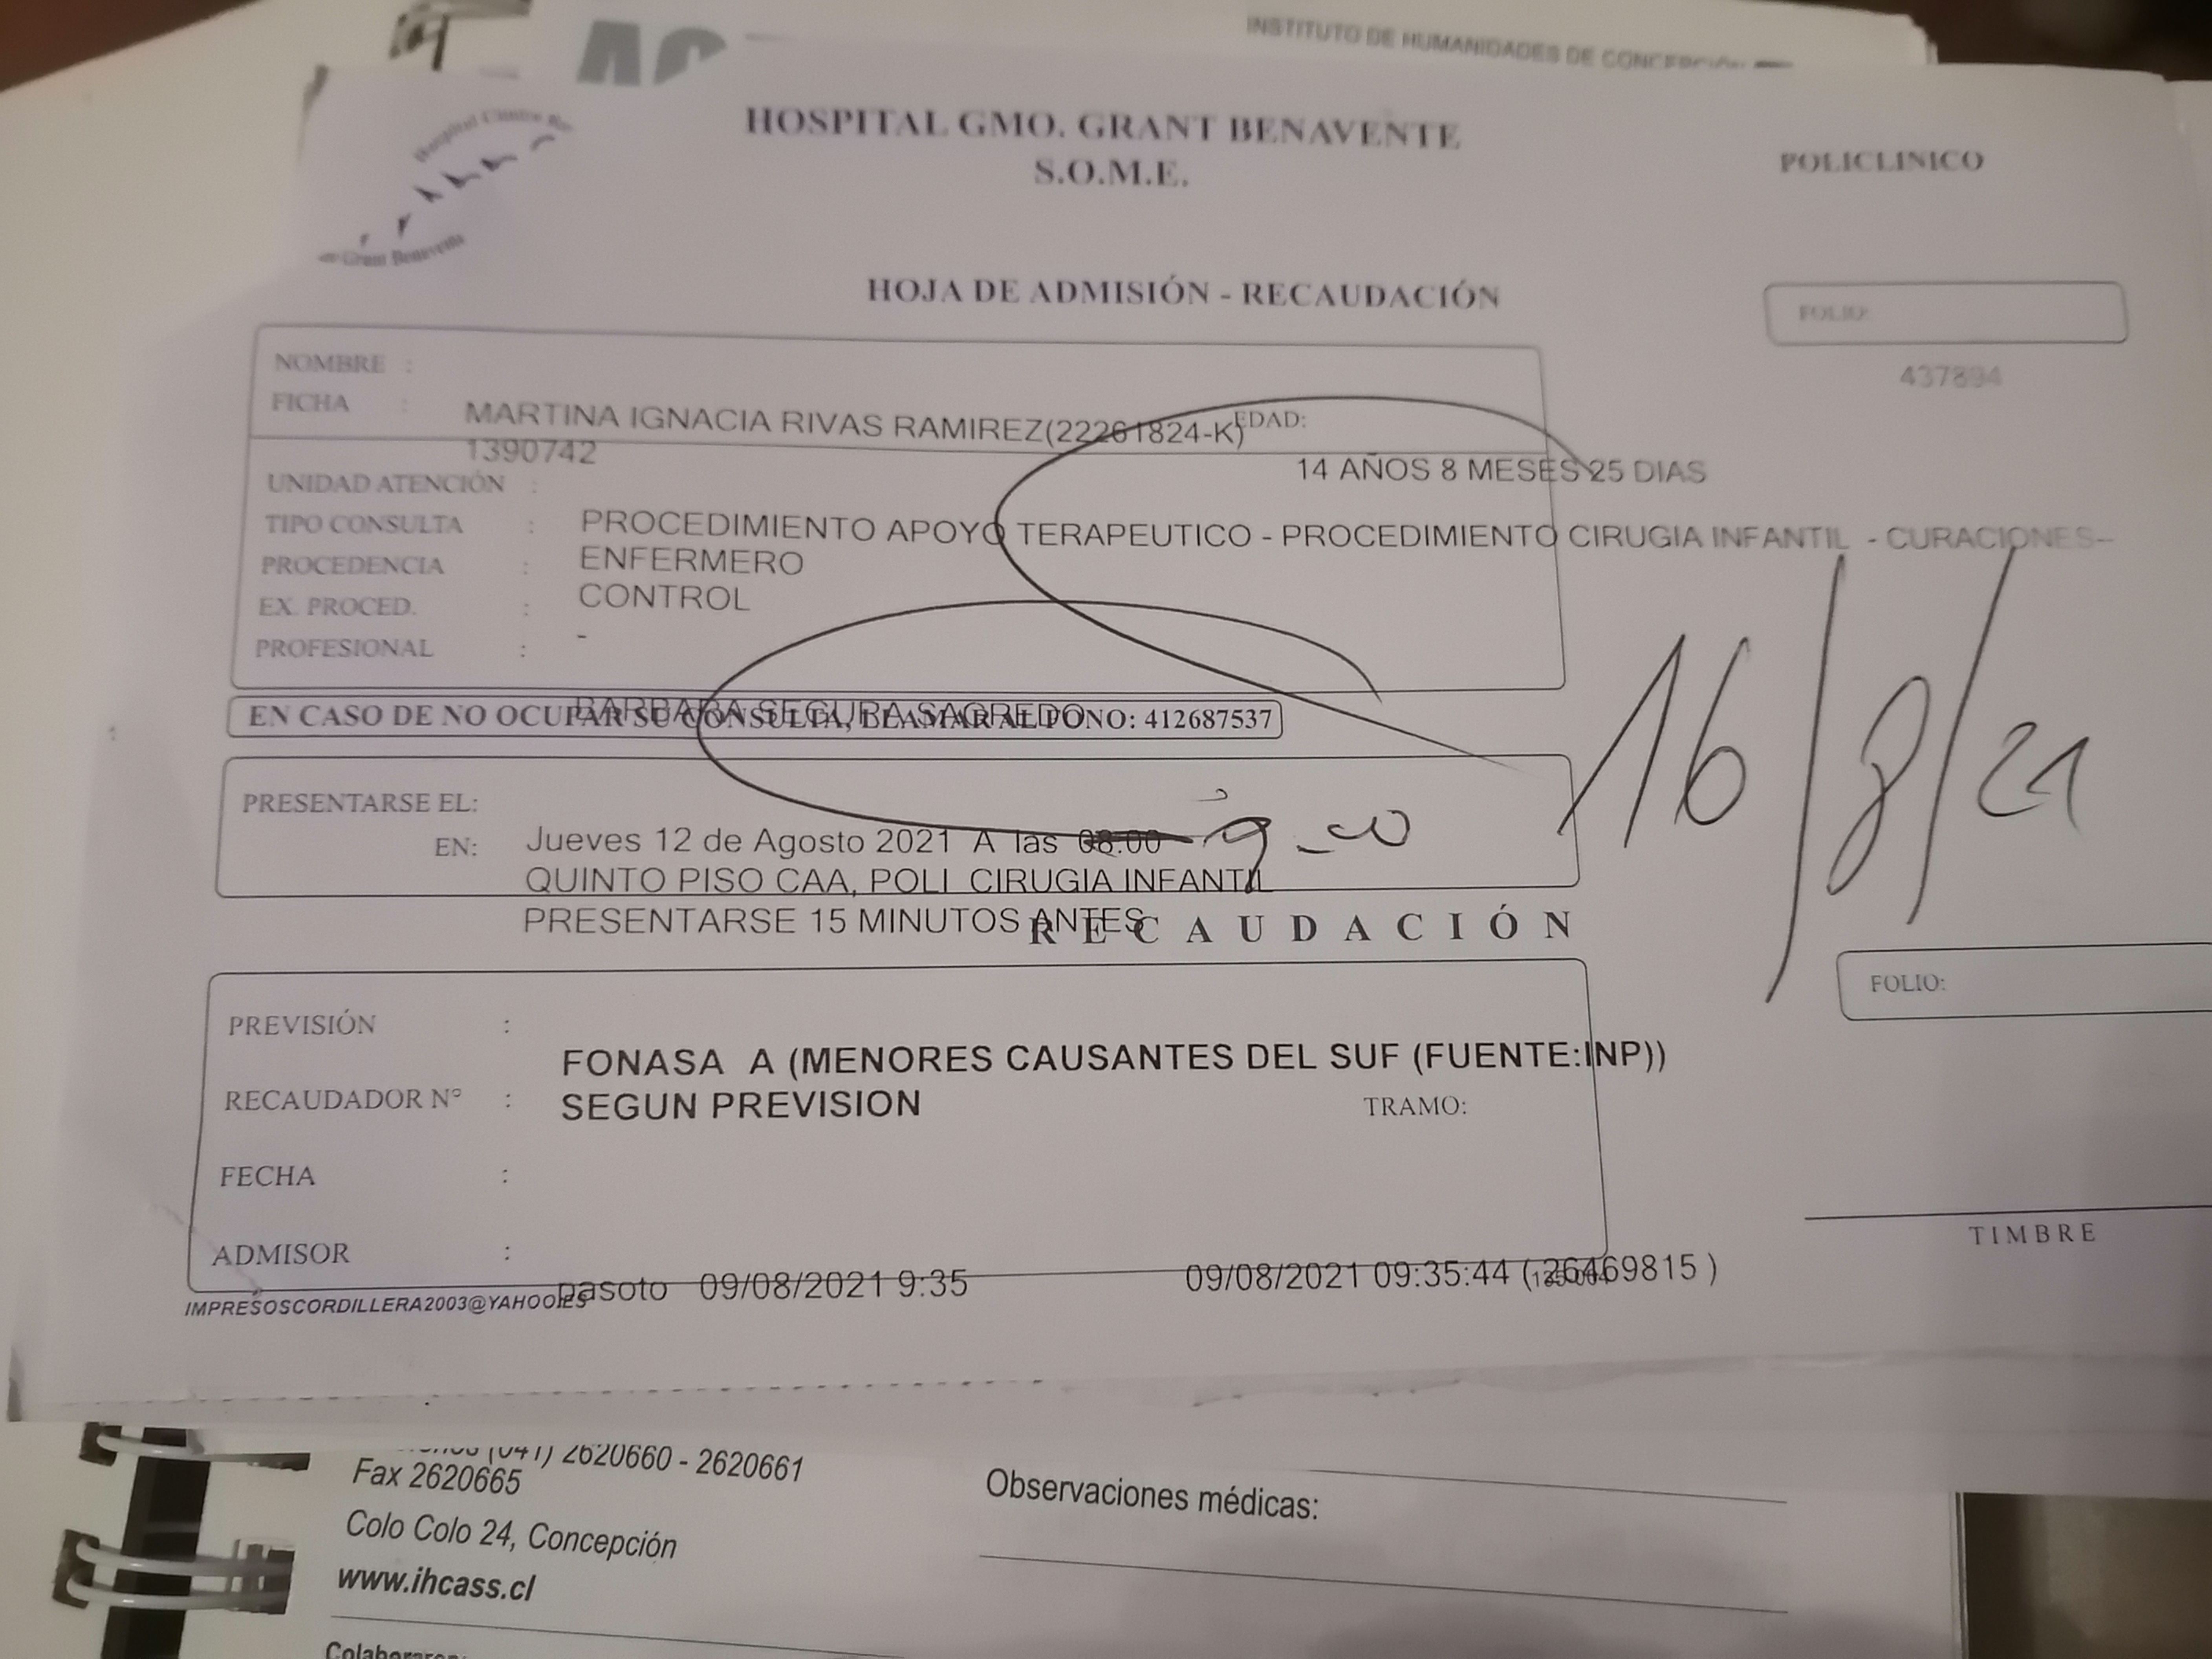 INSTITUTO DE HUMANIDADES DE CONCEPCIÓN
HOSPITAL GMO. GRANT BENAVENTE
S.O.M.E.
POLICLINICO
Hospital Clínico
Grant Benavente
HOJA DE ADMISIÓN - RECAUDACIÓN
FOLIO:
437894
NOMBRE :
FICHA :
MARTINA IGNACIA RIVAS RAMIREZ(22261824-K)
EDAD:
1390742
14 AÑOS 8 MESES 25 DIAS
UNIDAD ATENCIÓN :
TIPO CONSULTA : PROCEDIMIENTO APOYO TERAPEUTICO - PROCEDIMIENTO CIRUGIA INFANTIL - CURACIONES--
PROCEDENCIA : ENFERMERO
EX. PROCED. : CONTROL
PROFESIONAL : -
BARBARA SEGURA SAGREDO
EN CASO DE NO OCUPAR SU CONSULTA, LLAMAR AL FONO: 412687537
16/8/21
PRESENTARSE EL:
EN: Jueves 12 de Agosto 2021 A las 08:00 9
QUINTO PISO CAA, POLI CIRUGIA INFANTIL
PRESENTARSE 15 MINUTOS ANTES
RECAUDACIÓN
FOLIO:
PREVISIÓN :
FONASA A (MENORES CAUSANTES DEL SUF (FUENTE:INP))
RECAUDADOR N° : SEGUN PREVISION TRAMO:
FECHA :
TIMBRE
ADMISOR :
pasoto 09/08/2021 9:35 09/08/2021 09:35:44 ( 26469815 )
IMPRESOSCORDILLERA2003@YAHOO.ES
(041) 2620660 - 2620661
Fax 2620665
Colo Colo 24, Concepción
www.ihcass.cl
Observaciones médicas: